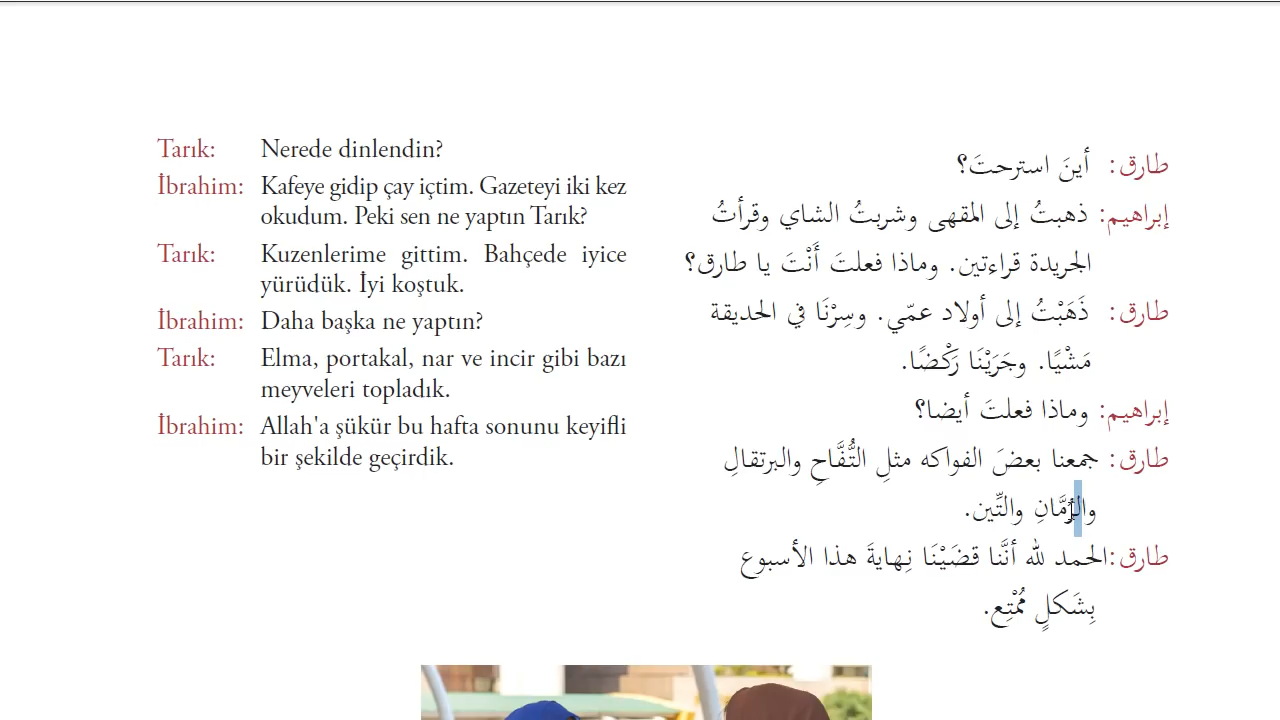 Tarık: Nerede dinlendin?
İbrahim: Kafeye gidip çay içtim. Gazeteyi iki kez
okudum. Peki sen ne yaptın Tarık?
Tarık: Kuzenlerime gittim. Bahçede iyice
yürüdük. İyi koştuk.
İbrahim: Daha başka ne yaptın?
Tarık: Elma, portakal, nar ve incir gibi bazı
meyveleri topladık.
İbrahim: Allah'a şükür bu hafta sonunu keyifli
bir şekilde geçirdik.
طارق: أينَ استرحتَ؟
إبراهيم: ذهبتُ إلى المقهى وشربتُ الشاي وقرأتُ
الجريدة قراءتين. وماذا فعلتَ أَنْتَ يا طارق؟
طارق: ذَهَبْتُ إلى أولاد عمّي. وسِرْنَا في الحديقة
مَشْيًا. وجَرَيْنَا رَكْضًا.
إبراهيم: وماذا فعلتَ أيضا؟
طارق: جمعنا بعضَ الفواكه مثلِ التُّفَّاحِ والبرتقالِ
والرُمَّانِ والتِّين.
طارق:الحمد لله أنَّنا قضَيْنَا نِهايةَ هذا الأسبوع
بِشَكلٍ مُمْتِع.